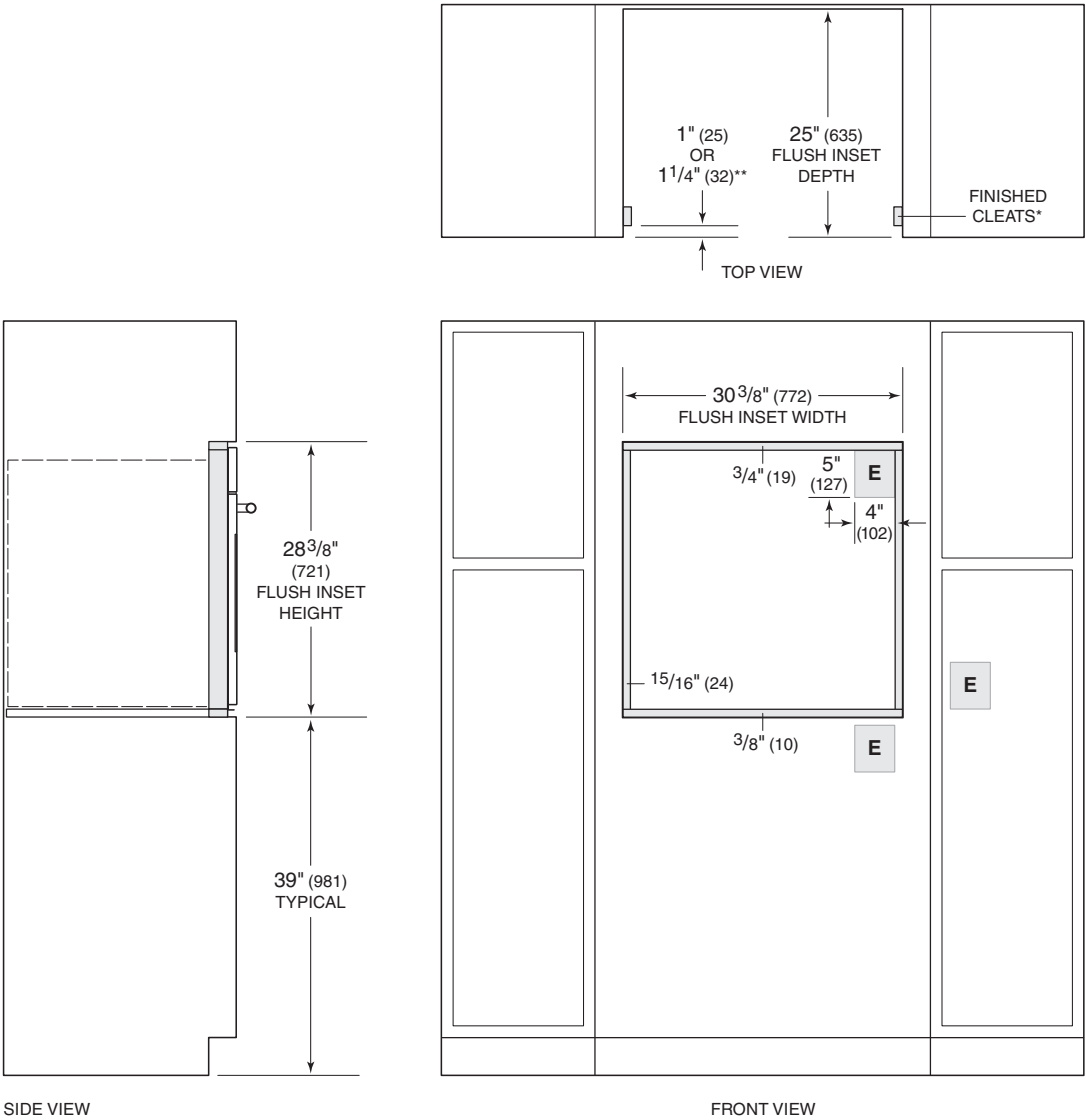 1" (25)
OR
1 1/4" (32)**
25" (635)
FLUSH INSET
DEPTH
FINISHED
CLEATS*
TOP VIEW
30 3/8" (772)
FLUSH INSET WIDTH
3/4" (19)
5"
(127)
E
4"
(102)
28 3/8"
(721)
FLUSH INSET
HEIGHT
15/16" (24)
E
3/8" (10)
E
39" (981)
TYPICAL
SIDE VIEW
FRONT VIEW